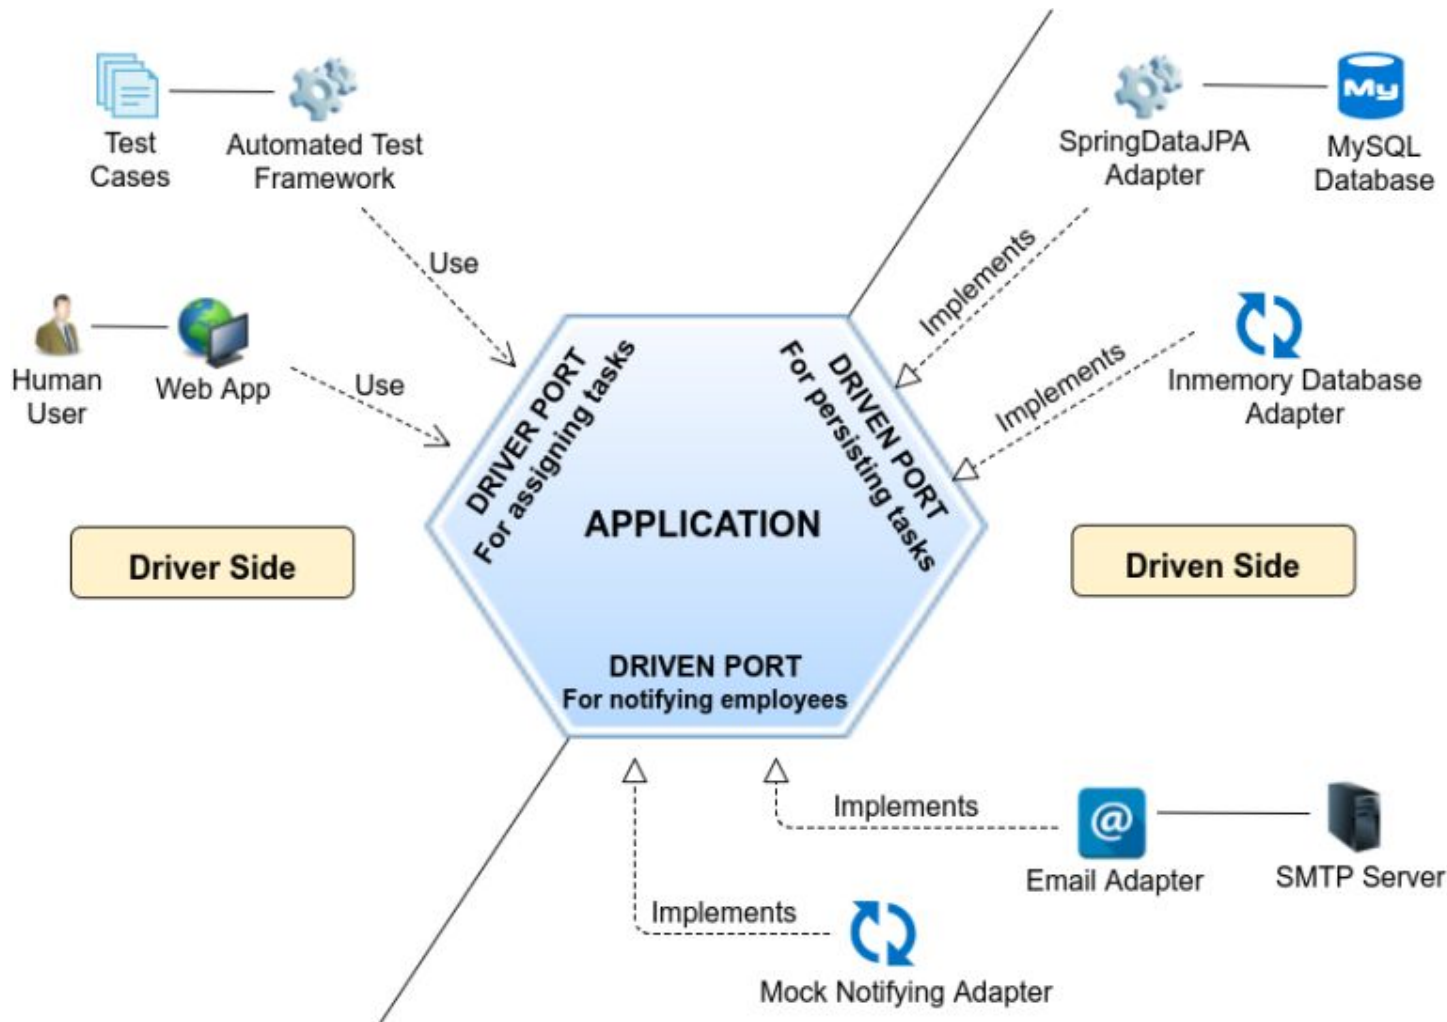 Test
Cases
Automated Test
Framework
Use
Human
User
Web App
Use
Driver Side
DRIVER PORT
For assigning tasks
APPLICATION
DRIVEN PORT
For persisting tasks
DRIVEN PORT
For notifying employees
SpringDataJPA
Adapter
My
MySQL
Database
Implements
Inmemory Database
Adapter
Implements
Driven Side
Implements
@
Email Adapter
SMTP Server
Implements
Mock Notifying Adapter